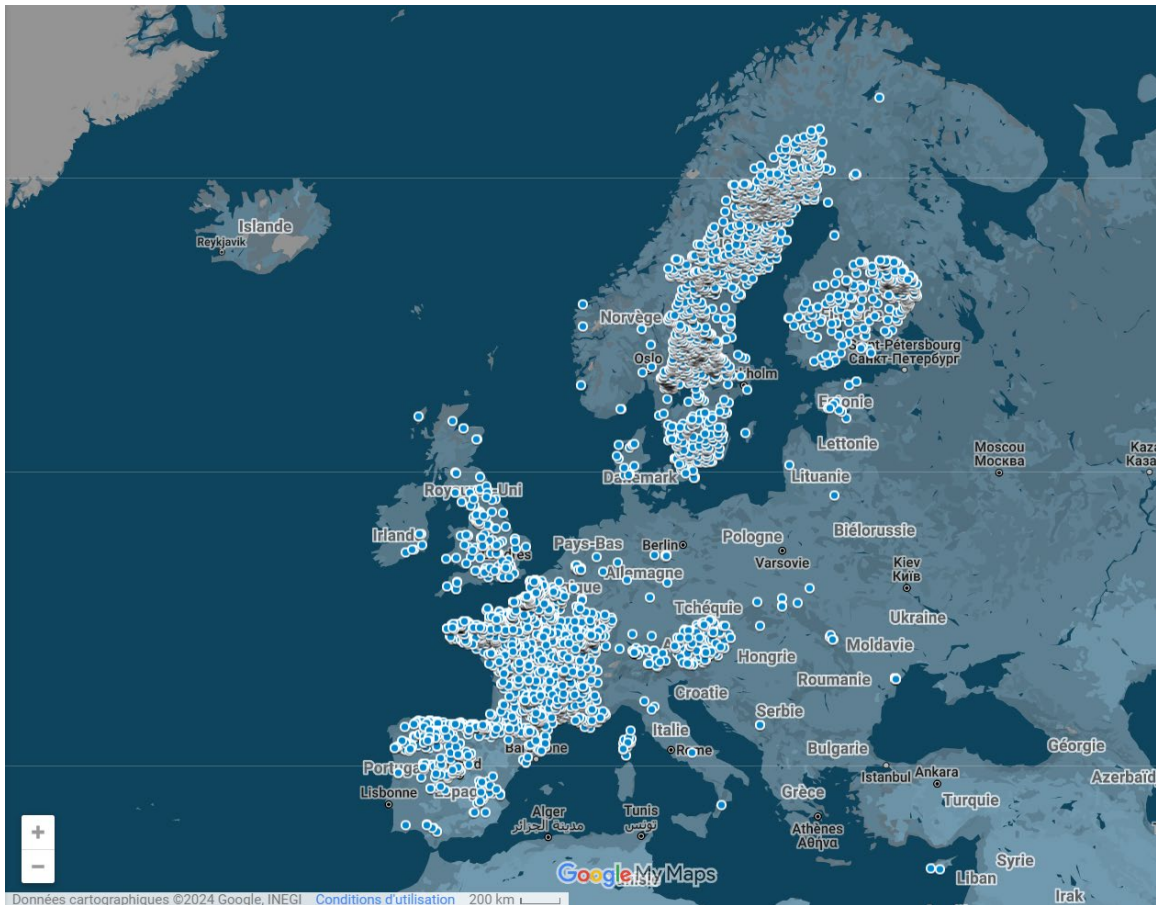 Islande
Reykjavik
Norvège
Oslo
Saint-Pétersbourg
Санкт-Петербург
Estonie
Lettonie
Moscou
Москва
Kaza
Каза
Danemark
Lituanie
Royaume-Uni
Irlande
Biélorussie
Pays-Bas
Berlin
Pologne
Varsovie
Kiev
Київ
Allemagne
Tchéquie
Ukraine
Moldavie
Hongrie
Roumanie
Croatie
Serbie
Italie
Rome
Bulgarie
Géorgie
Portugal
Espagne
Lisbonne
Istanbul
Ankara
Azerbaïd
Turquie
Grèce
Alger
مدينة الجزائر
Tunis
تونس
Athènes
Αθήνα
Syrie
Liban
Irak
+
−
Google My Maps
Données cartographiques ©2024 Google, INEGI Conditions d'utilisation 200 km